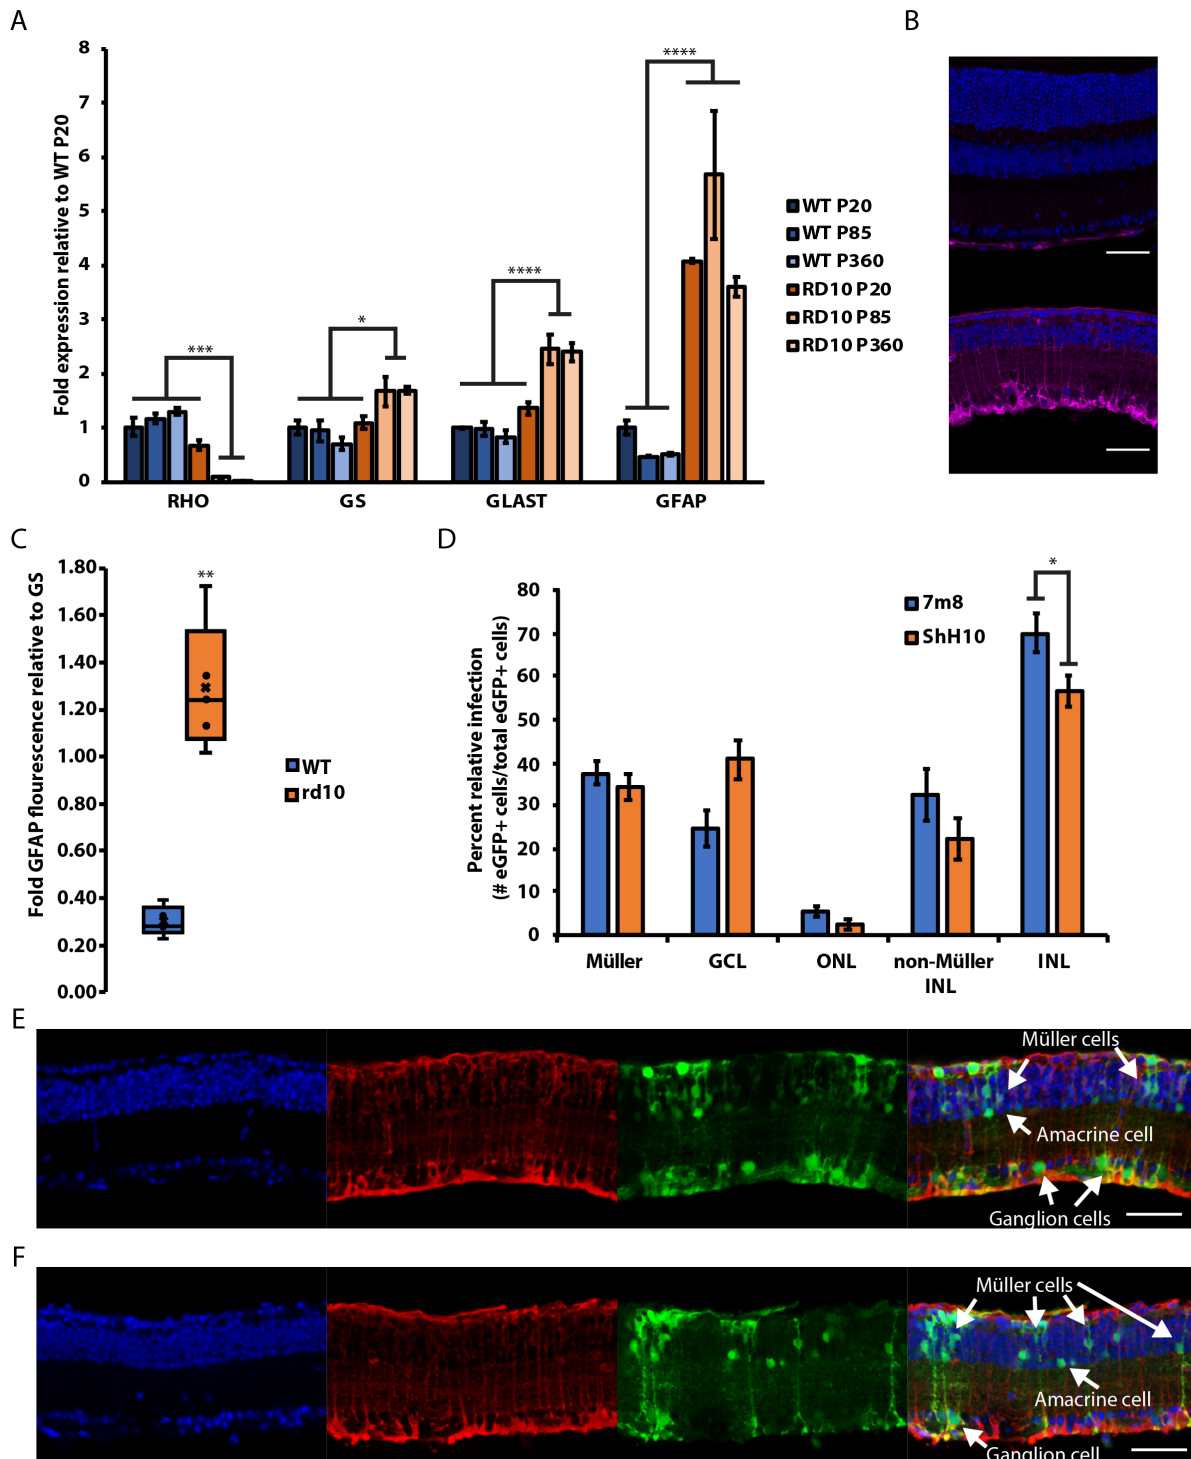 A
B
Fold expression relative to WT P20
8
7
6
5
4
3
2
1
0
***
*
****
****
RHO
GS
GLAST
GFAP
WT P20
WT P85
WT P360
RD10 P20
RD10 P85
RD10 P360
C
Fold GFAP flourescence relative to GS
1.80
1.60
1.40
1.20
1.00
0.80
0.60
0.40
0.20
0.00
**
WT
rd10
D
Percent relative infection
(# eGFP+ cells/total eGFP+ cells)
80
70
60
50
40
30
20
10
0
*
7m8
ShH10
Müller
GCL
ONL
non-Müller
INL
INL
E
Müller cells
Amacrine cell
Ganglion cells
F
Müller cells
Amacrine cell
Ganglion cell